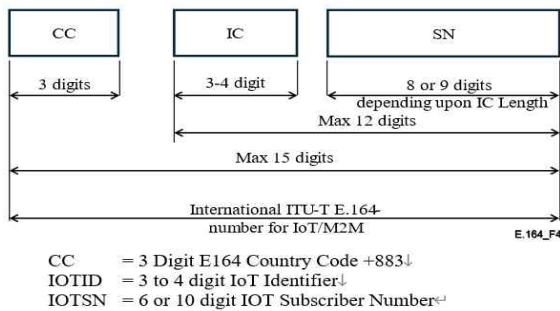 CC IC SN
3 digits 3-4 digit 8 or 9 digits
depending upon IC Length
Max 12 digits
Max 15 digits
International ITU-T E.164-
number for IoT/M2M
E.164_F4
CC = 3 Digit E164 Country Code +883↓
IOTID = 3 to 4 digit IoT Identifier↓
IOTSN = 6 or 10 digit IOT Subscriber Number↵